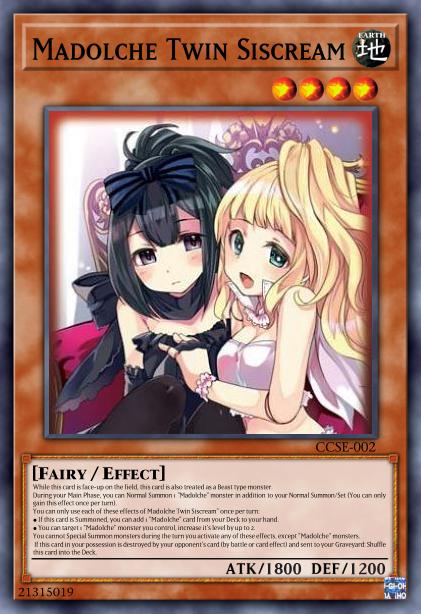 MADOLCHE TWIN SISCREAM
EARTH
地
CCSE-002
[FAIRY / EFFECT]
While this card is face-up on the field, this card is also treated as a Beast type monster.
During your Main Phase, you can Normal Summon 1 "Madolche" monster in addition to your Normal Summon/Set (You can only
gain this effect once per turn).
You can only use each of these effects of Madolche Twin Siscream" once per turn:
● If this card is Summoned, you can add 1 "Madolche" card from your Deck to your hand.
● You can target 1 "Madolche" monster you control, increase it's level by up to 2.
You cannot Special Summon monsters during the turn you activate any of these effects, except "Madolche" monsters.
If this card in your possession is destroyed by your opponent's card (by battle or card effect) and sent to your Graveyard: Shuffle
this card into the Deck.
ATK/1800 DEF/1200
21315019